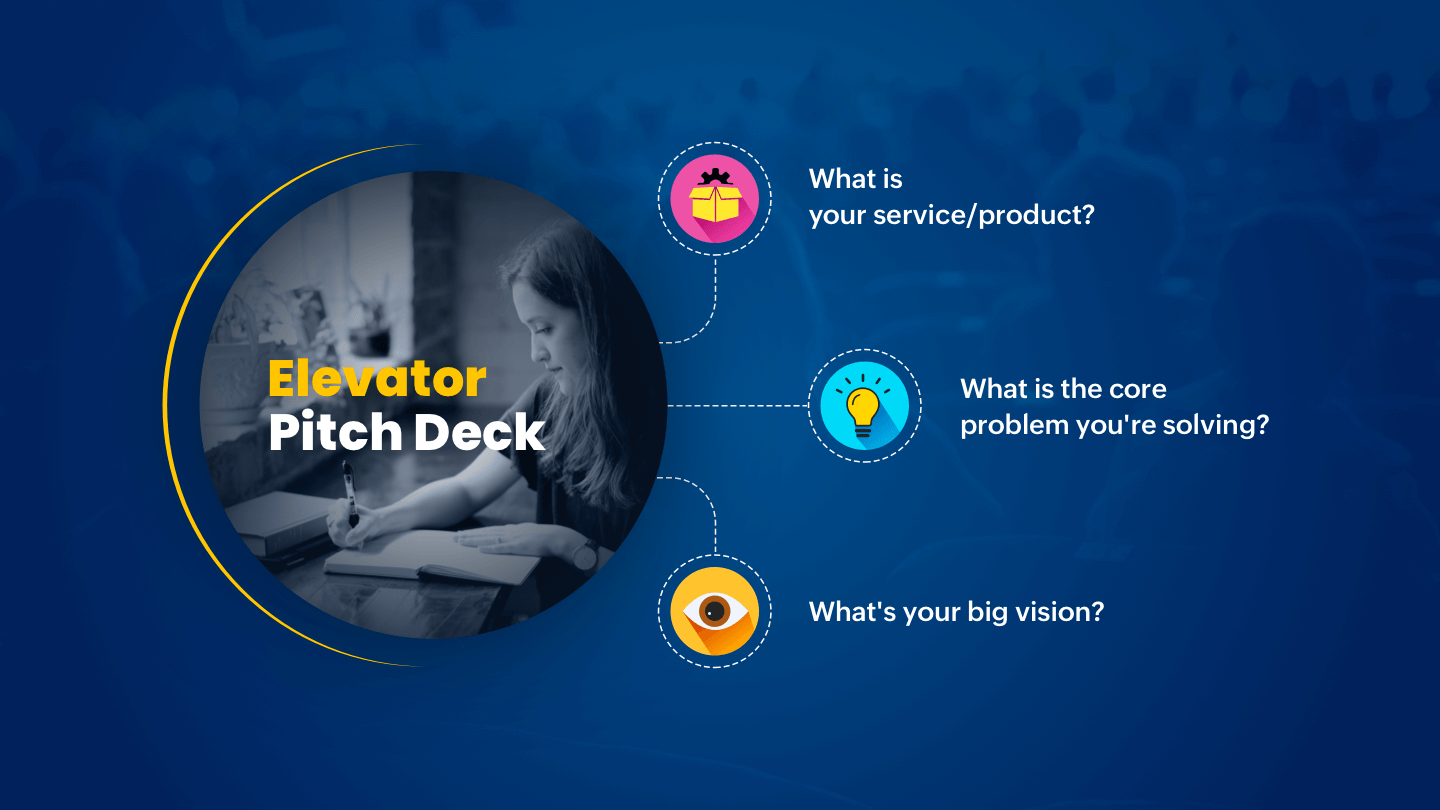 Elevator
Pitch Deck
What is
your service/product?
What is the core
problem you're solving?
What's your big vision?